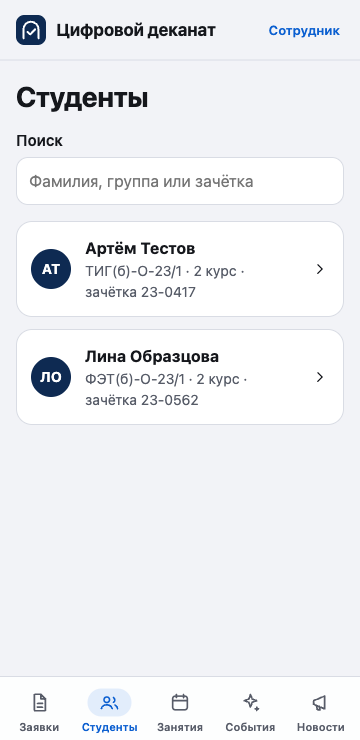 Цифровой деканат
Сотрудник
Студенты
Поиск
Фамилия, группа или зачётка
АТ
Артём Тестов
ТИГ(б)-О-23/1 · 2 курс ·
зачётка 23-0417
ЛО
Лина Образцова
ФЭТ(б)-О-23/1 · 2 курс ·
зачётка 23-0562
Заявки
Студенты
Занятия
События
Новости